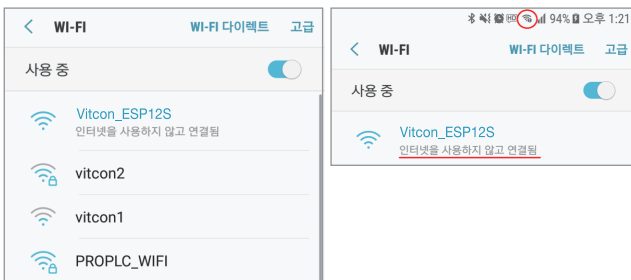 WI-FI WI-FI 다이렉트 고급
사용 중
Vitcon_ESP12S
인터넷을 사용하지 않고 연결됨
vitcon2
vitcon1
PROPLC_WIFI
94% 오후 1:21
WI-FI WI-FI 다이렉트 고급
사용 중
Vitcon_ESP12S
인터넷을 사용하지 않고 연결됨